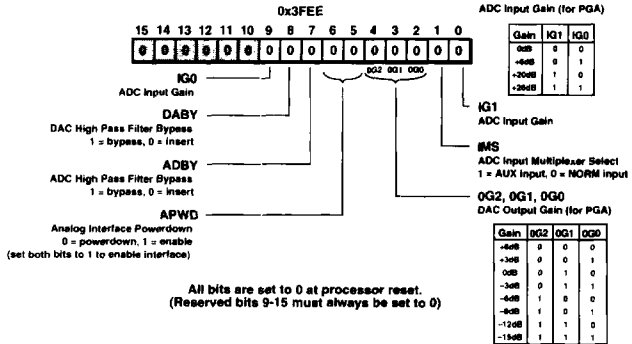 0x3FEE
15 14 13 12 11 10 9 8 7 6 5 4 3 2 1 0
0 0 0 0 0 0 0 0 0 0 0 0 0 0 0 0
0G2 0G1 0G0
IG0
ADC Input Gain
DABY
DAC High Pass Filter Bypass
1 = bypass, 0 = insert
ADBY
ADC High Pass Filter Bypass
1 = bypass, 0 = insert
APWD
Analog Interface Powerdown
0 = powerdown, 1 = enable
(set both bits to 1 to enable interface)
ADC Input Gain (for PGA)
Gain IG1 IG0
0dB 0 0
+6dB 0 1
+20dB 1 0
+26dB 1 1
IG1
ADC Input Gain
IMS
ADC Input Multiplexer Select
1 = AUX input, 0 = NORM input
0G2, 0G1, 0G0
DAC Output Gain (for PGA)
Gain 0G2 0G1 0G0
+6dB 0 0 0
+3dB 0 0 1
0dB 0 1 0
-3dB 0 1 1
-6dB 1 0 0
-9dB 1 0 1
-12dB 1 1 0
-15dB 1 1 1
All bits are set to 0 at processor reset.
(Reserved bits 9-15 must always be set to 0)